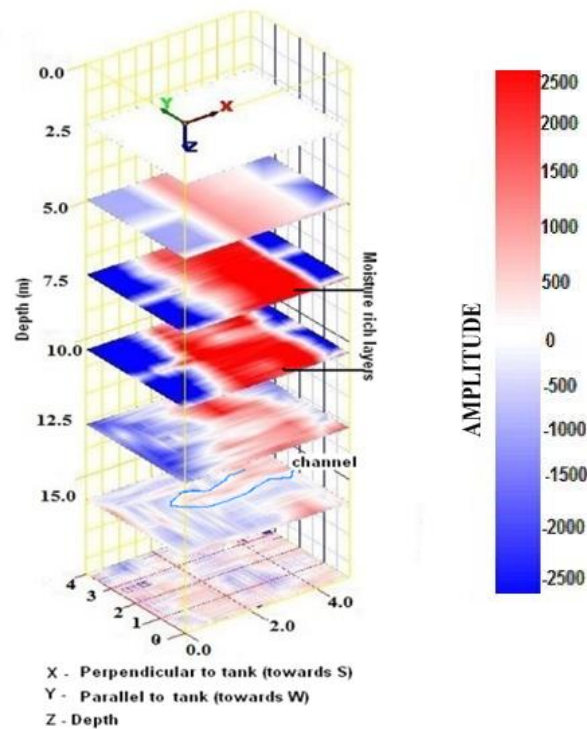 0.0
2.5
5.0
7.5
10.0
12.5
15.0
Depth (m)
Y
X
Z
Moisture rich layers
channel
4
3
2
1
0
0.0
2.0
4.0
AMPLITUDE
2500
2000
1500
1000
500
0
-500
-1000
-1500
-2000
-2500
X - Perpendicular to tank (towards S)
Y - Parallel to tank (towards W)
Z - Depth